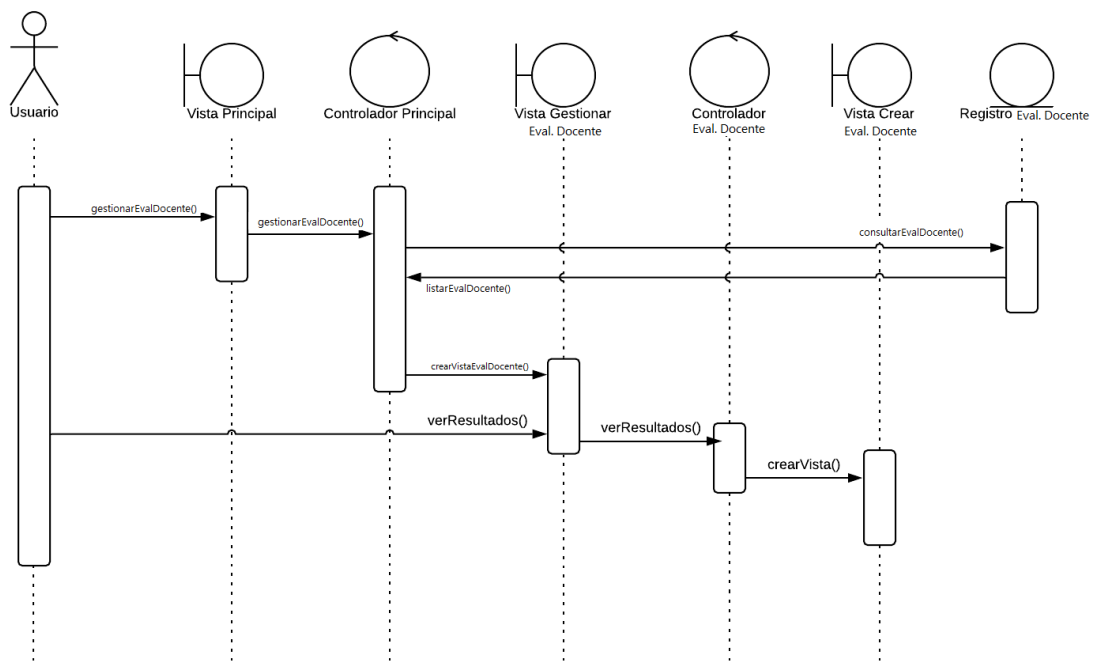 Usuario
Vista Principal
Controlador Principal
Vista Gestionar
Eval. Docente
Controlador
Eval. Docente
Vista Crear
Eval. Docente
Registro Eval. Docente
gestionarEvalDocente()
gestionarEvalDocente()
consultarEvalDocente()
listarEvalDocente()
crearVistaEvalDocente()
verResultados()
verResultados()
crearVista()